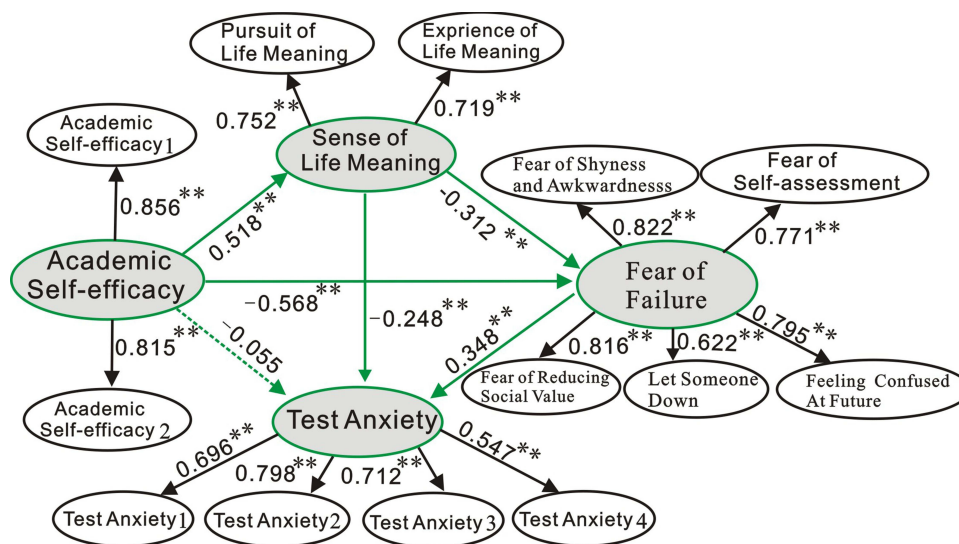 Pursuit of
Life Meaning
Exprience of
Life Meaning
0.752**
0.719**
Academic
Self-efficacy1
Sense of
Life Meaning
Fear of Shyness
and Awkwardnesss
Fear of
Self-assessment
0.856**
0.518**
-0.312**
0.822**
0.771**
Academic
Self-efficacy
Fear of
Failure
-0.568**
-0.248**
0.815**
-0.055
0.348**
0.816**
0.622**
0.795**
Academic
Self-efficacy 2
Test Anxiety
Fear of Reducing
Social Value
Let Someone
Down
Feeling Confused
At Future
0.696**
0.798**
0.712**
0.547**
Test Anxiety1
Test Anxiety2
Test Anxiety 3
Test Anxiety 4